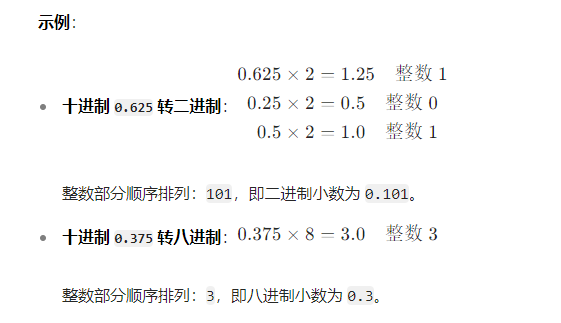 示例：
0.625 × 2 = 1.25 整数 1
• 十进制 0.625 转二进制： 0.25 × 2 = 0.5 整数 0
0.5 × 2 = 1.0 整数 1
整数部分顺序排列：101，即二进制小数为 0.101。
• 十进制 0.375 转八进制： 0.375 × 8 = 3.0 整数 3
整数部分顺序排列：3，即八进制小数为 0.3。